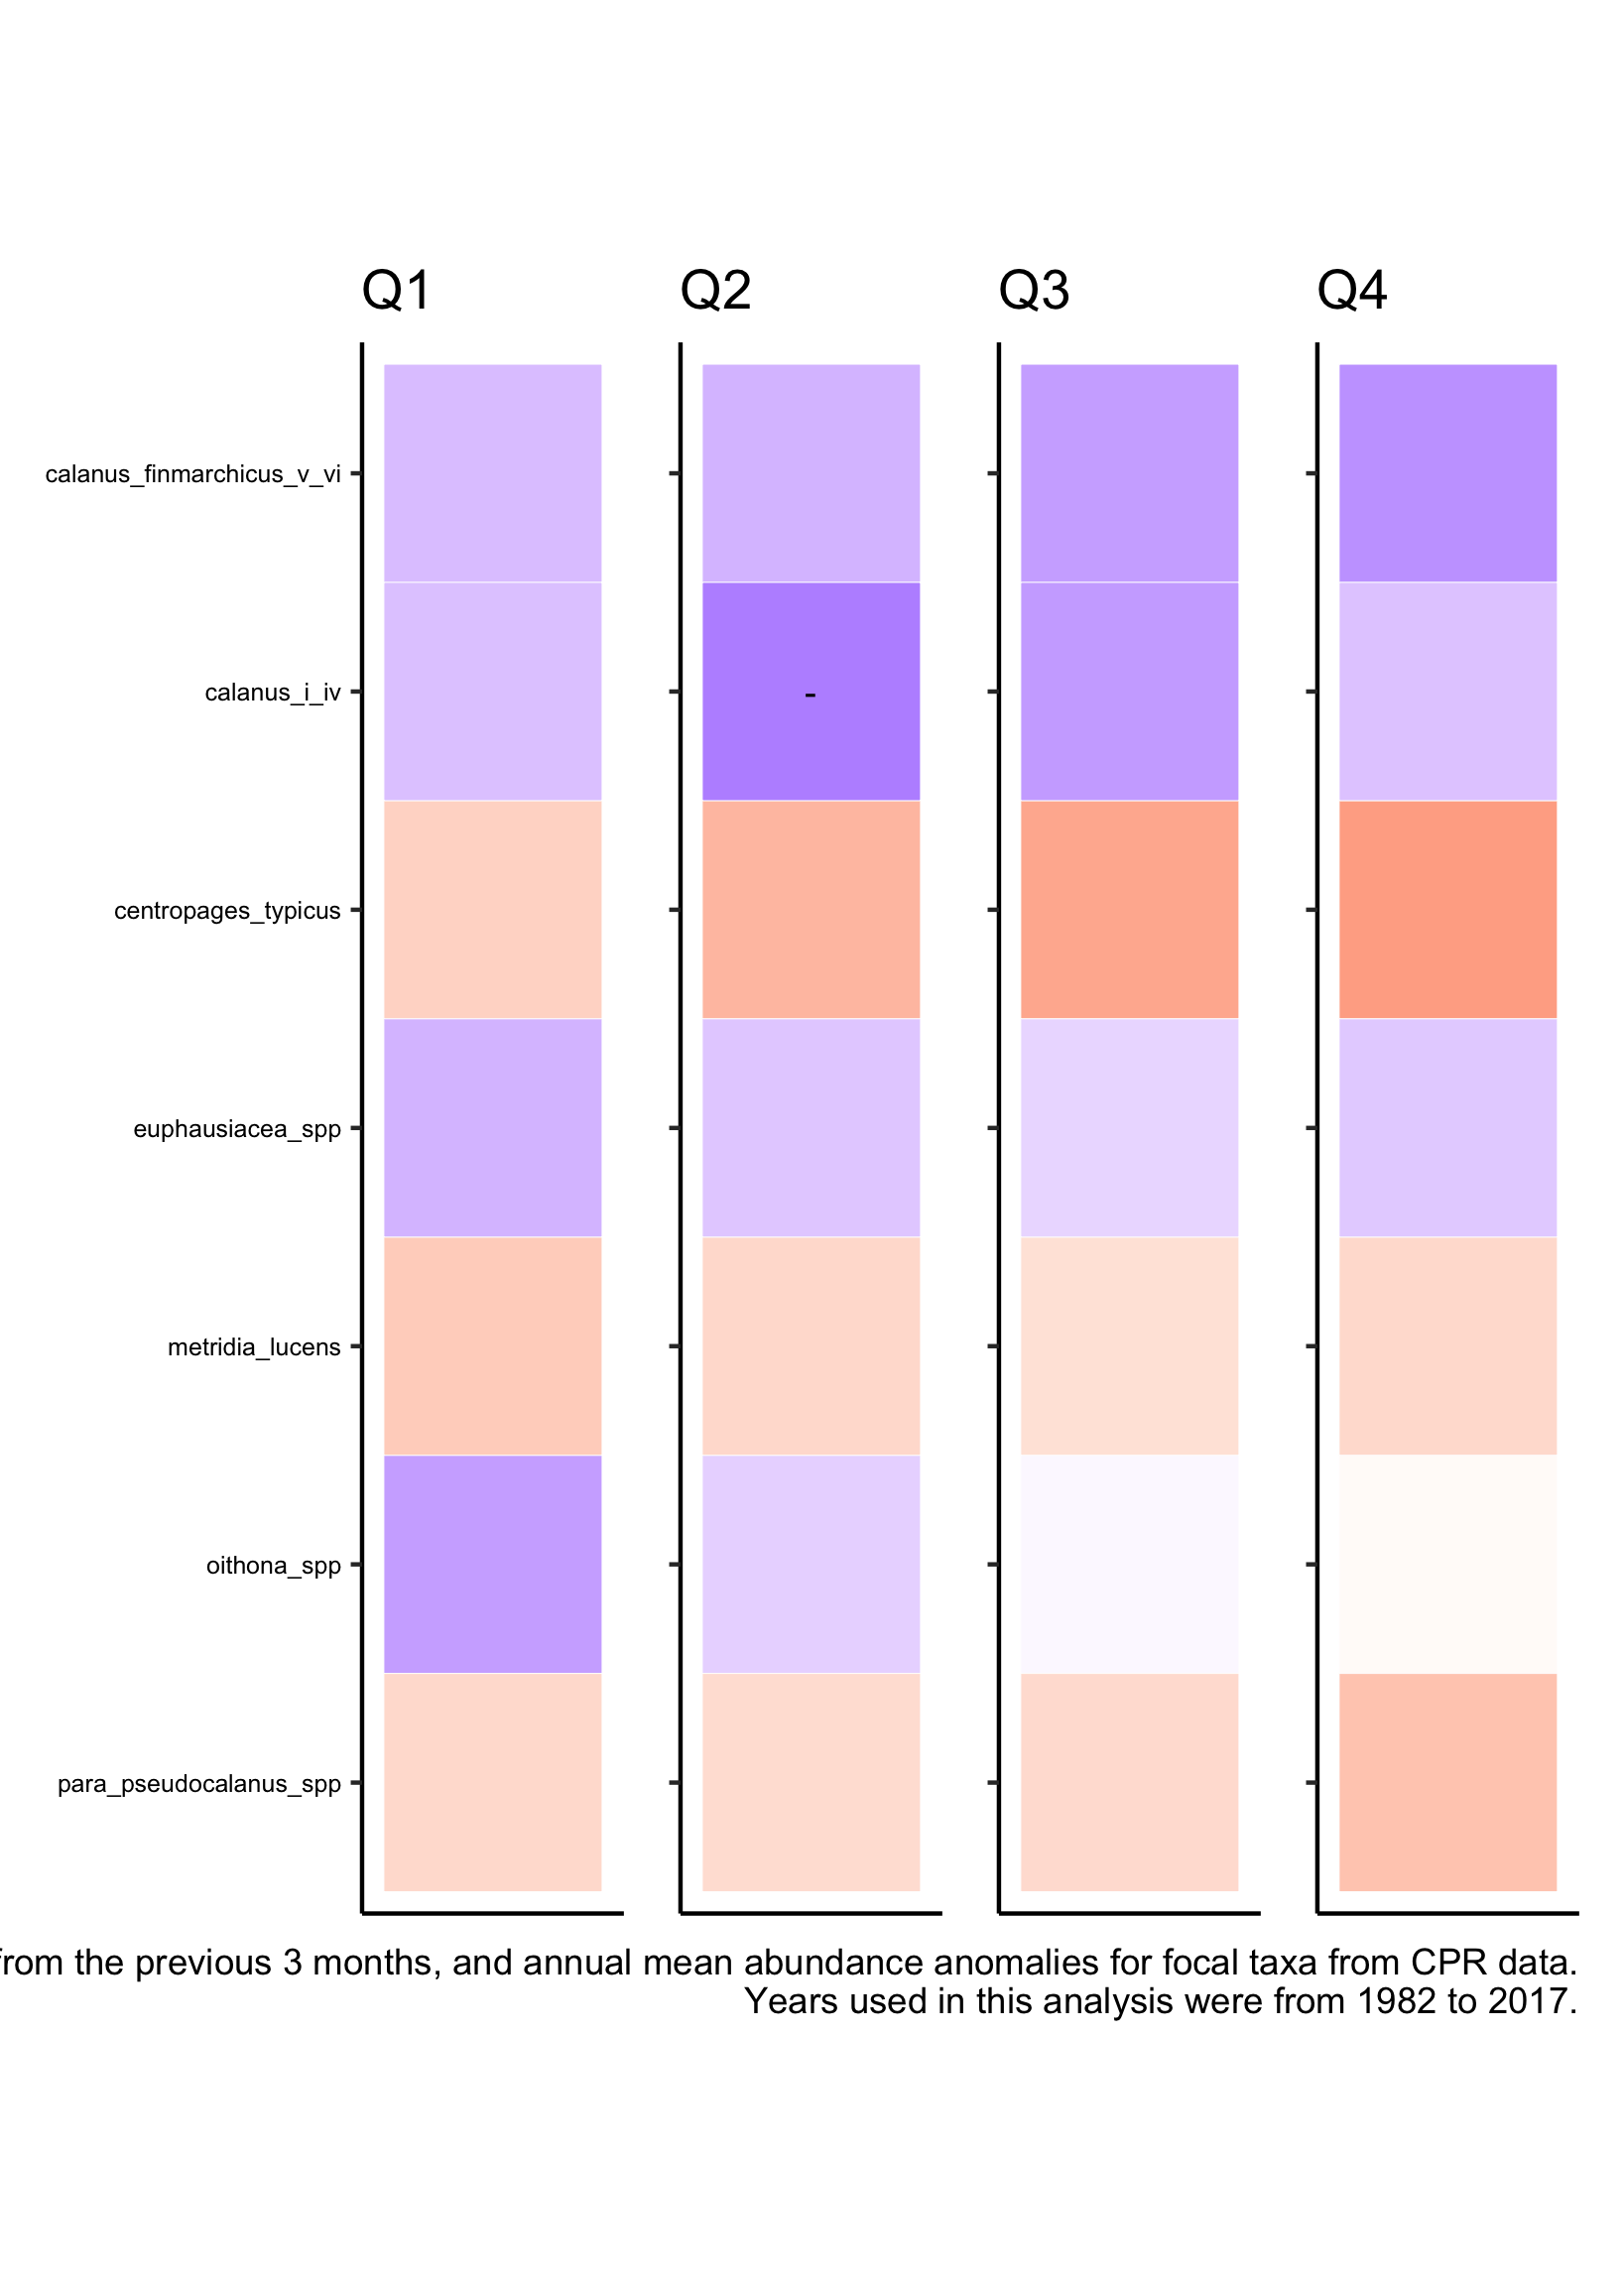 Q1 Q2 Q3 Q4
calanus_finmarchicus_v_vi
calanus_i_iv
-
centropages_typicus
euphausiacea_spp
metridia_lucens
oithona_spp
para_pseudocalanus_spp
from the previous 3 months, and annual mean abundance anomalies for focal taxa from CPR data.
Years used in this analysis were from 1982 to 2017.